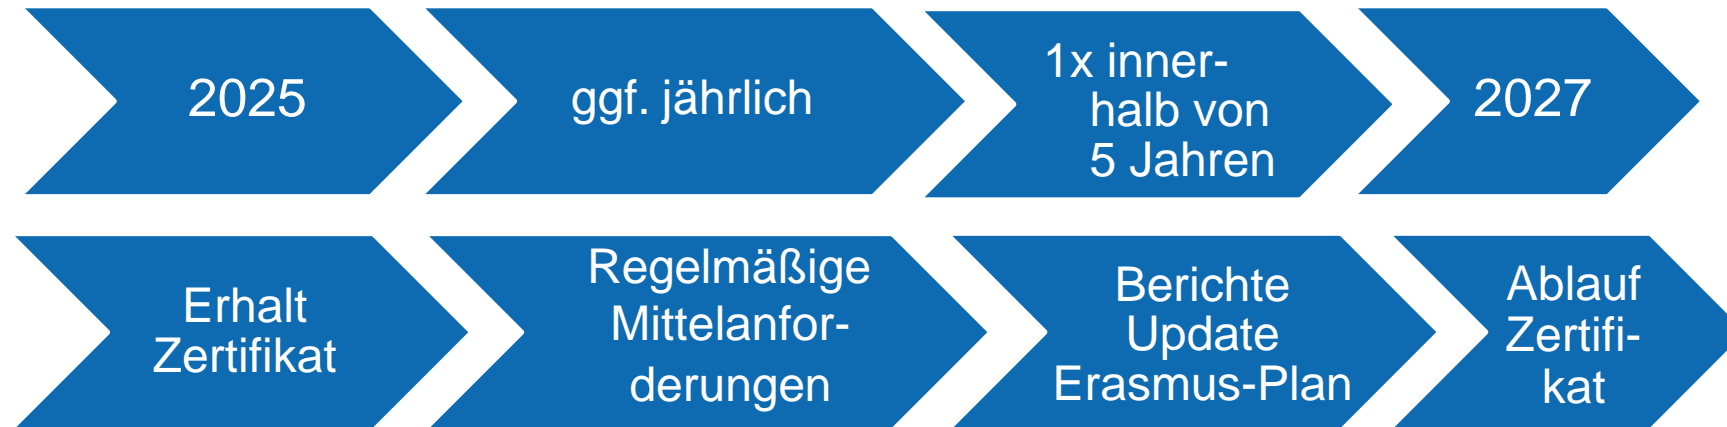 2025
ggf. jährlich
1x inner-
halb von
5 Jahren
2027
Erhalt
Zertifikat
Regelmäßige
Mittelanfor-
derungen
Berichte
Update
Erasmus-Plan
Ablauf
Zertifi-
kat